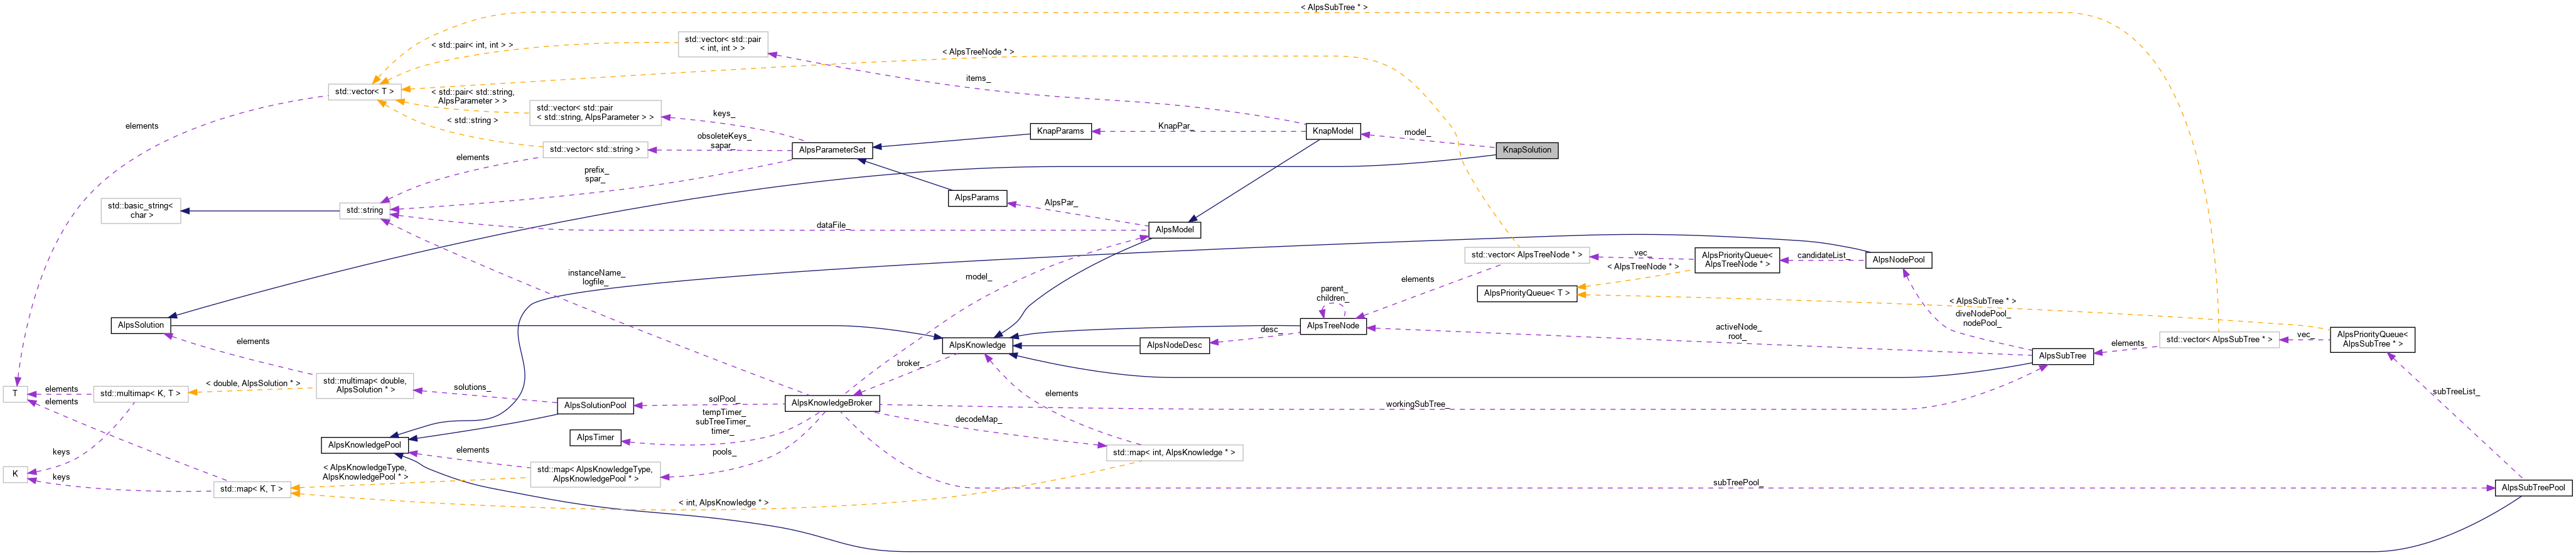 < AlpsSubTree * >
std::vector< std::pair
< int, int > >
< std::pair< int, int > >
< AlpsTreeNode * >
items_
std::vector< T >
< std::pair< std::string,
AlpsParameter > >
std::vector< std::pair
< std::string, AlpsParameter > >
keys_
< std::string >
elements
KnapParams
KnapPar_
KnapModel
model_
KnapSolution
obsoleteKeys_
sapar_
std::vector< std::string >
AlpsParameterSet
elements
prefix_
spar_
std::basic_string<
char >
std::string
AlpsParams
AlpsPar_
dataFile_
AlpsModel
instanceName_
logfile_
model_
std::vector< AlpsTreeNode * >
vec_
AlpsPriorityQueue<
AlpsTreeNode * >
candidateList_
AlpsNodePool
< AlpsTreeNode * >
elements
AlpsPriorityQueue< T >
parent_
children_
< AlpsSubTree * >
diveNodePool_
nodePool_
AlpsSolution
AlpsTreeNode
activeNode_
root_
desc_
elements
AlpsKnowledge
AlpsNodeDesc
AlpsSubTree
elements
std::vector< AlpsSubTree * >
vec_
AlpsPriorityQueue<
AlpsSubTree * >
broker_
T
elements
std::multimap< K, T >
< double, AlpsSolution * >
std::multimap< double,
AlpsSolution * >
solutions_
elements
elements
AlpsSolutionPool
solPool_
AlpsKnowledgeBroker
workingSubTree_
subTreeList_
tempTimer_
subTreeTimer_
timer_
decodeMap_
AlpsTimer
AlpsKnowledgePool
elements
pools_
std::map< int, AlpsKnowledge * >
keys
K
keys
< AlpsKnowledgeType,
AlpsKnowledgePool * >
std::map< AlpsKnowledgeType,
AlpsKnowledgePool * >
std::map< K, T >
subTreePool_
AlpsSubTreePool
< int, AlpsKnowledge * >